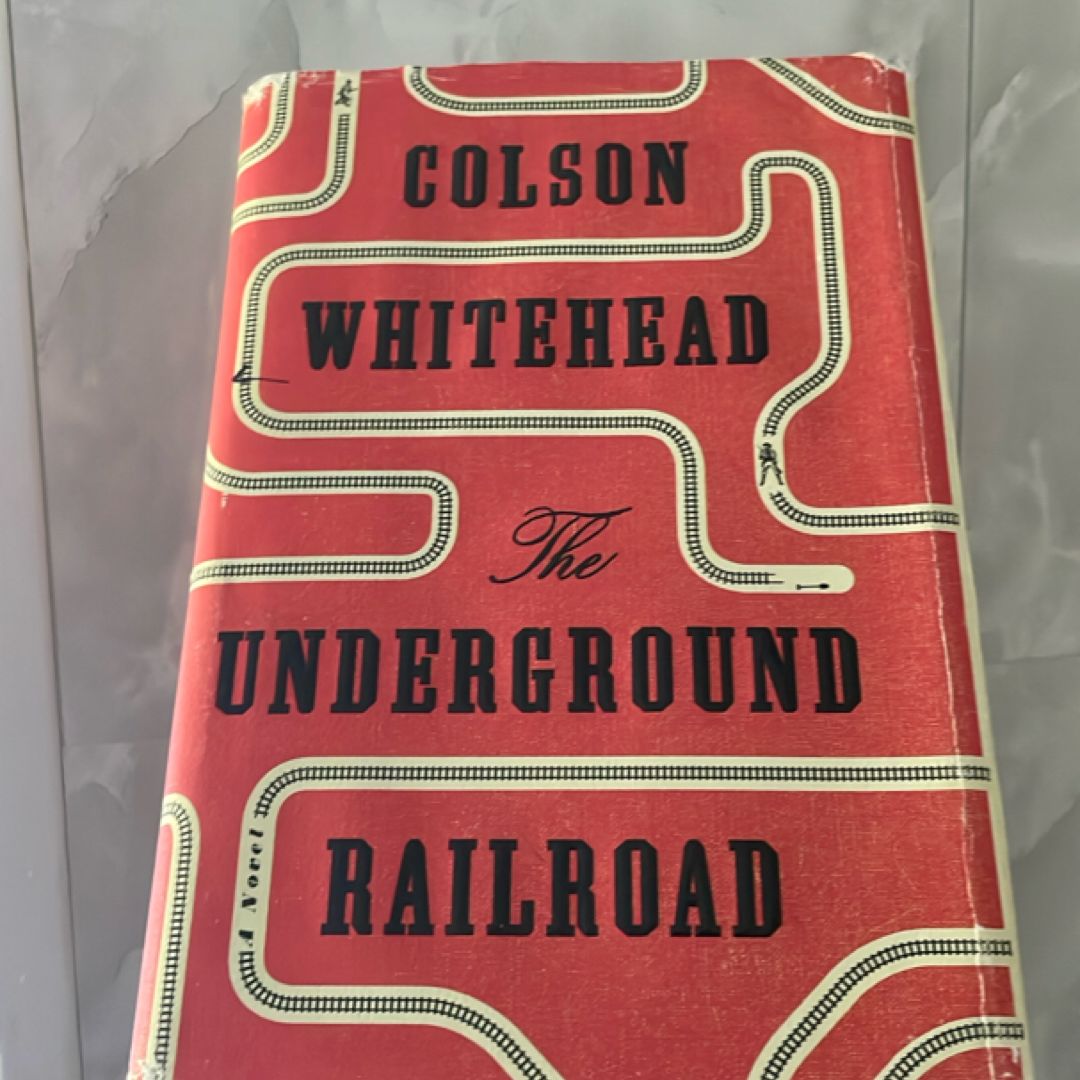 COLSON
WHITEHEAD
The
UNDERGROUND
RAILROAD
A Novel